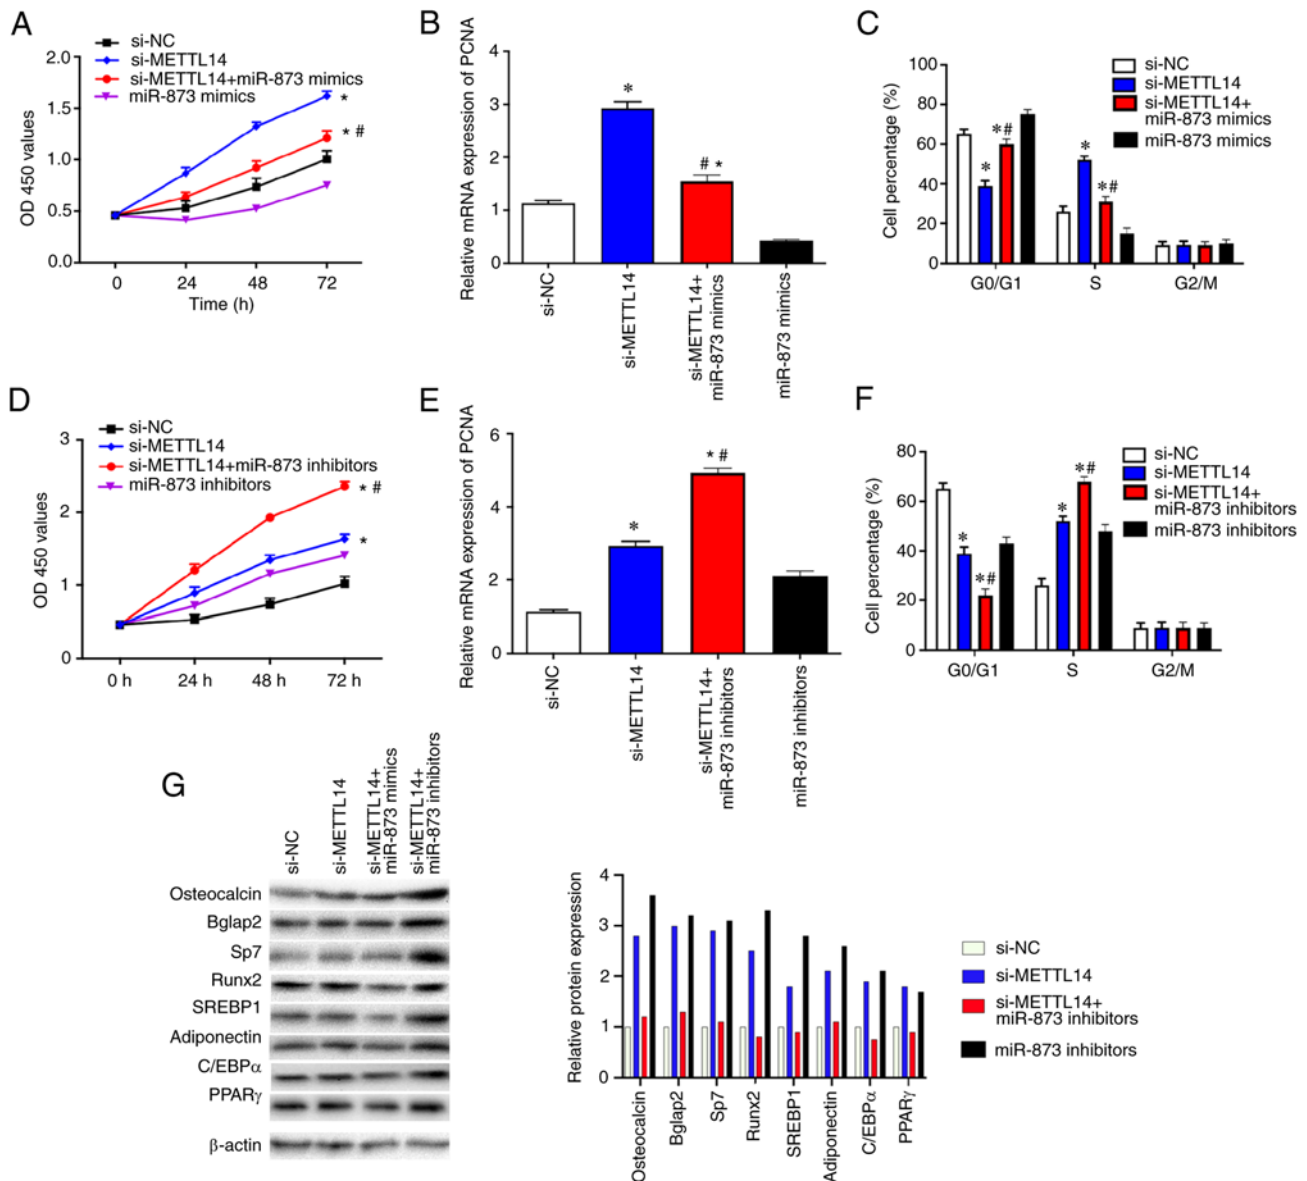 A
si-NC
si-METTL14
si-METTL14+miR-873 mimics
miR-873 mimics
2.0
1.5
1.0
0.5
0.0
OD 450 values
0 24 48 72
Time (h)
*
* #
B
Relative mRNA expression of PCNA
4
3
2
1
0
*
# *
si-NC
si-METTL14
si-METTL14+
miR-873 mimics
miR-873 mimics
C
si-NC
si-METTL14
si-METTL14+
miR-873 mimics
miR-873 mimics
Cell percentage (%)
100
80
60
40
20
0
*
*#
*
*#
G0/G1 S G2/M
D
si-NC
si-METTL14
si-METTL14+miR-873 inhibitors
miR-873 inhibitors
OD 450 values
3
2
1
0
* #
*
0 h 24 h 48 h 72 h
E
Relative mRNA expression of PCNA
6
4
2
0
*
* #
si-NC
si-METTL14
si-METTL14+
miR-873 inhibitors
miR-873 inhibitors
F
si-NC
si-METTL14
si-METTL14+
miR-873 inhibitors
miR-873 inhibitors
Cell percentage (%)
80
60
40
20
0
*
*#
*
*#
G0/G1 S G2/M
G
si-NC
si-METTL14
si-METTL14+
miR-873 mimics
si-METTL14+
miR-873 inhibitors
Osteocalcin
Bglap2
Sp7
Runx2
SREBP1
Adiponectin
C/EBPα
PPARγ
β-actin
Relative protein expression
4
3
2
1
0
Osteocalcin
Bglap2
Sp7
Runx2
SREBP1
Adiponectin
C/EBPα
PPARγ
si-NC
si-METTL14
si-METTL14+
miR-873 inhibitors
miR-873 inhibitors